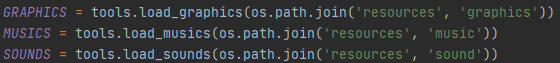 GRAPHICS = tools.load_graphics(os.path.join('resources', 'graphics'))
MUSICS = tools.load_musics(os.path.join('resources', 'music'))
SOUNDS = tools.load_sounds(os.path.join('resources', 'sound'))